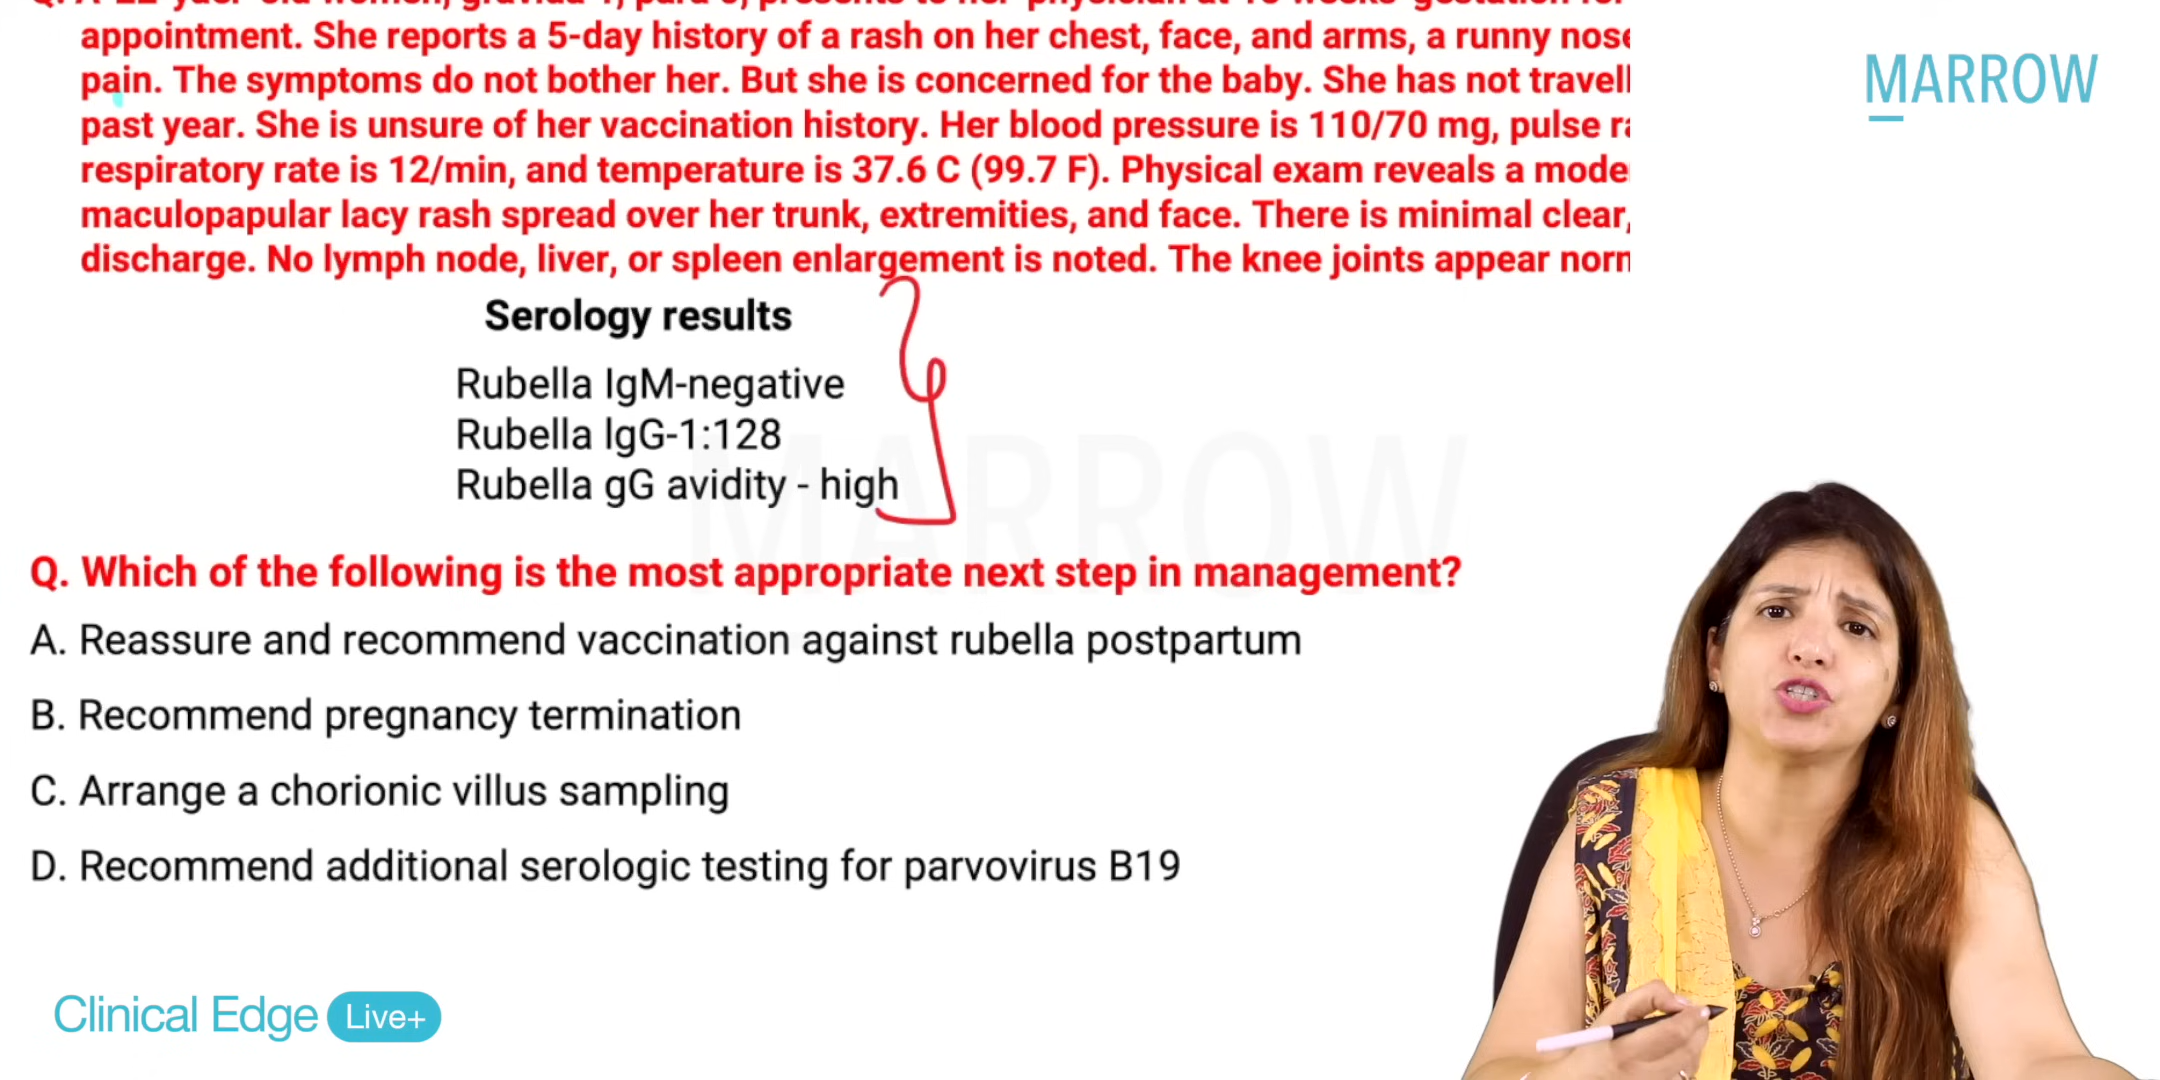 appointment. She reports a 5-day history of a rash on her chest, face, and arms, a runny nose
MARROW
pain. The symptoms do not bother her. But she is concerned for the baby. She has not travell
past year. She is unsure of her vaccination history. Her blood pressure is 110/70 mg, pulse ra
respiratory rate is 12/min, and temperature is 37.6 C (99.7 F). Physical exam reveals a mode
maculopapular lacy rash spread over her trunk, extremities, and face. There is minimal clear,
discharge. No lymph node, liver, or spleen enlargement is noted. The knee joints appear norm
Serology results
Rubella IgM-negative
Rubella IgG-1:128
Rubella gG avidity - high
MARROW
Q. Which of the following is the most appropriate next step in management?
A. Reassure and recommend vaccination against rubella postpartum
B. Recommend pregnancy termination
C. Arrange a chorionic villus sampling
D. Recommend additional serologic testing for parvovirus B19
Clinical Edge Live+